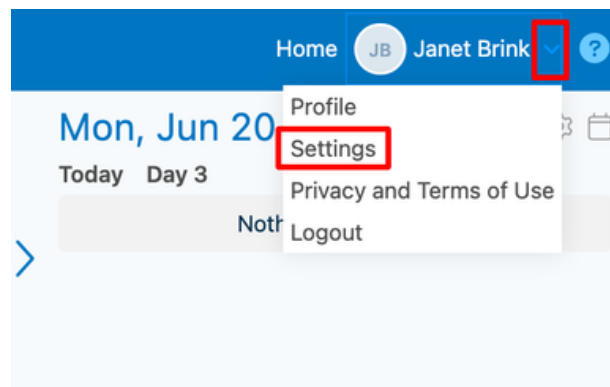 Home JB Janet Brink ?
Profile
Mon, Jun 20
Settings
Today Day 3
Privacy and Terms of Use
Logout